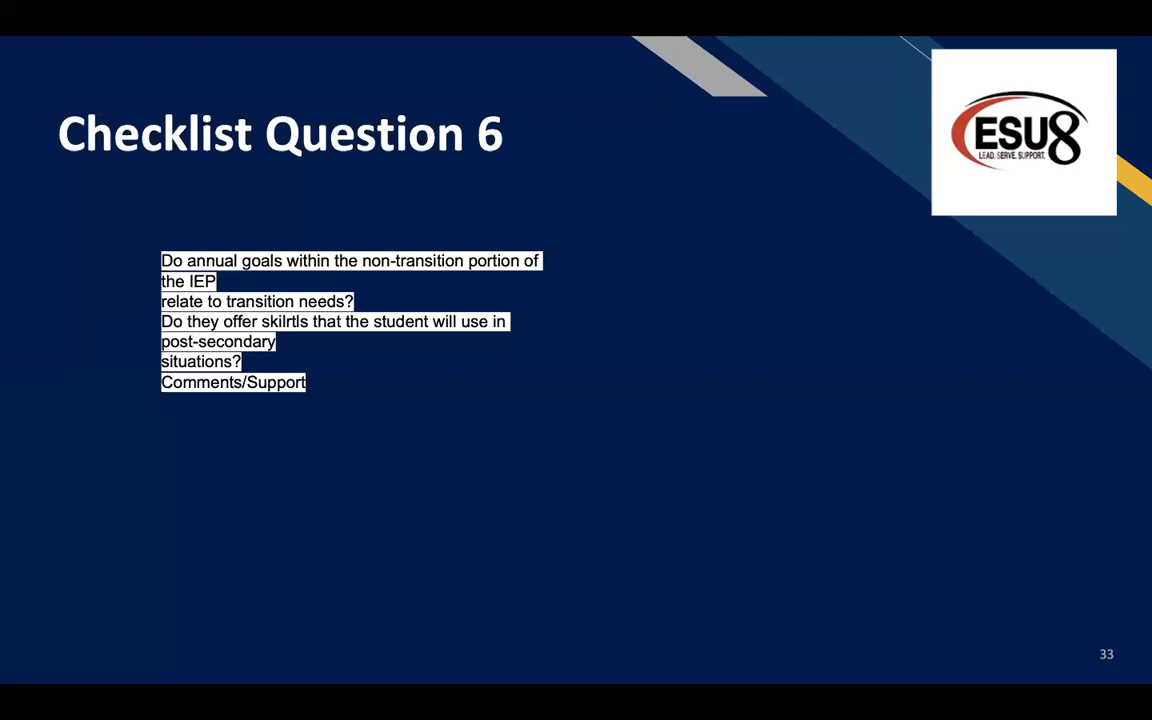 Checklist Question 6
ESU8
LEAD. SERVE. SUPPORT.
Do annual goals within the non-transition portion of
the IEP
relate to transition needs?
Do they offer skilrtls that the student will use in
post-secondary
situations?
Comments/Support
33